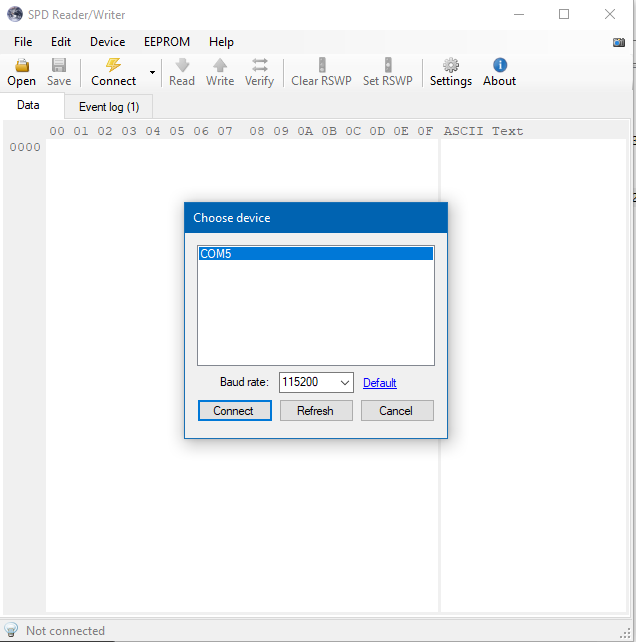 SPD Reader/Writer
File Edit Device EEPROM Help
Open Save Connect Read Write Verify Clear RSWP Set RSWP Settings About
Data Event log (1)
00 01 02 03 04 05 06 07 08 09 0A 0B 0C 0D 0E 0F ASCII Text
0000
Choose device
COM5
Baud rate: 115200 Default
Connect Refresh Cancel
Not connected